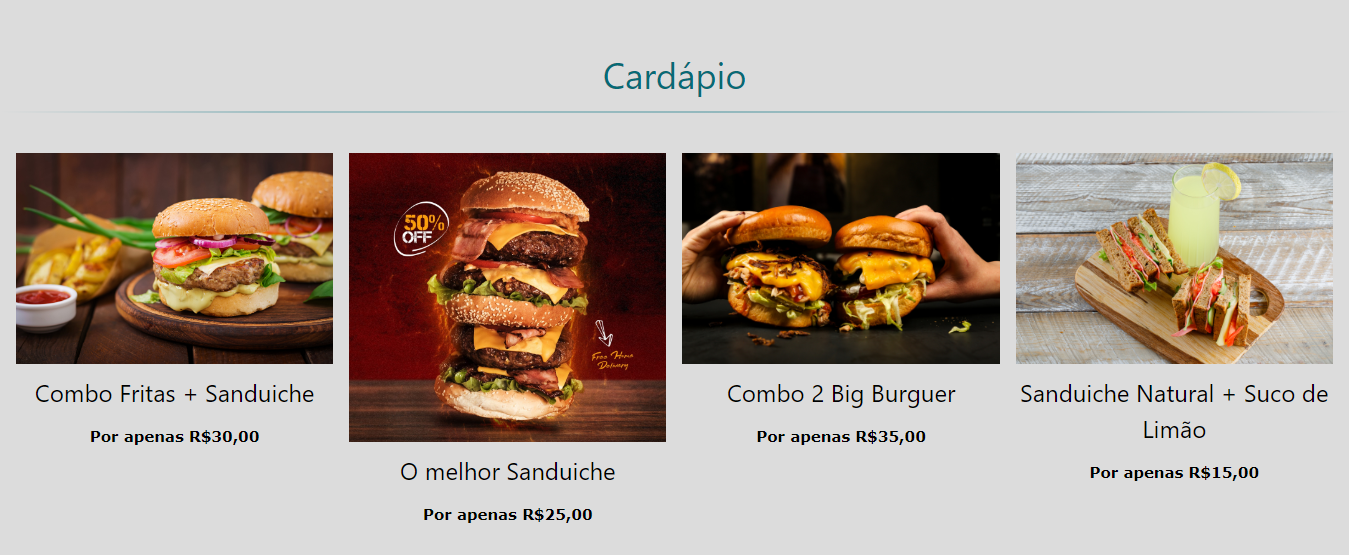 Cardápio
50%
OFF
Free Home
Delivary
Combo Fritas + Sanduiche
Por apenas R$30,00
O melhor Sanduiche
Por apenas R$25,00
Combo 2 Big Burguer
Por apenas R$35,00
Sanduiche Natural + Suco de
Limão
Por apenas R$15,00